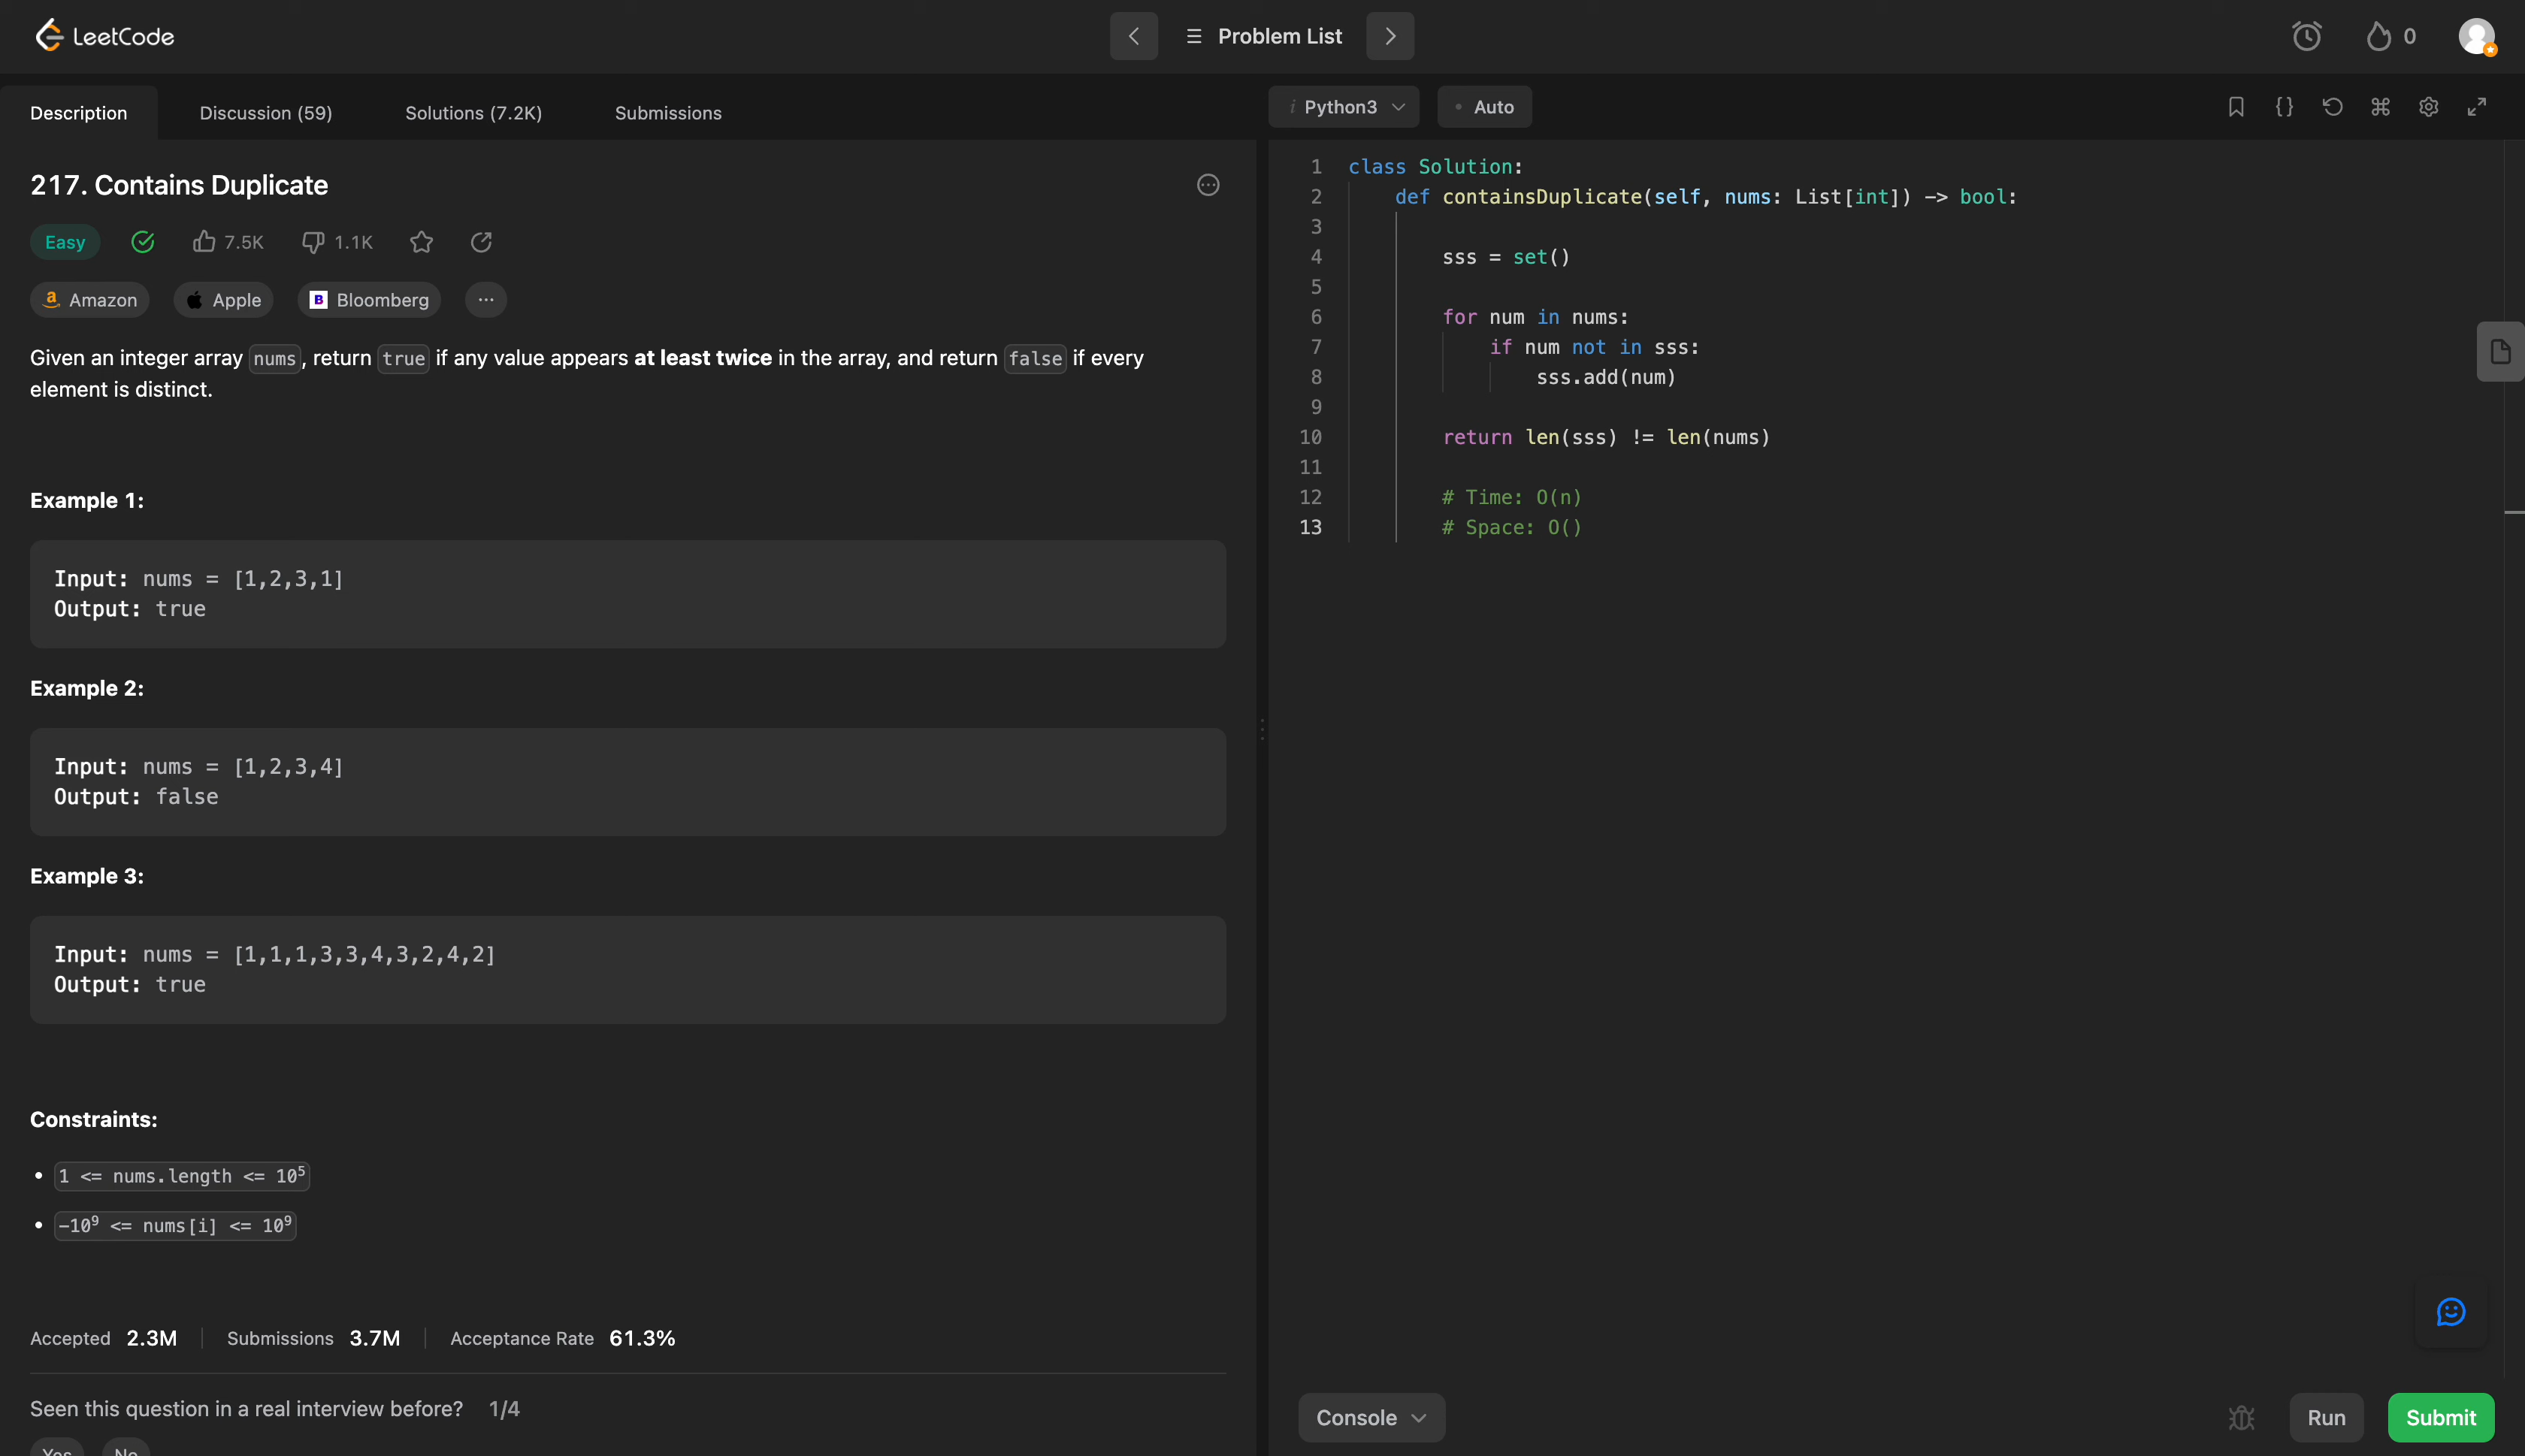 LeetCode
Problem List
0
Description
Discussion (59)
Solutions (7.2K)
Submissions
217. Contains Duplicate
Easy
7.5K
1.1K
Amazon
Apple
B Bloomberg
Given an integer array nums, return true if any value appears at least twice in the array, and return false if every
element is distinct.
Example 1:
Input: nums = [1,2,3,1]
Output: true
Example 2:
Input: nums = [1,2,3,4]
Output: false
Example 3:
Input: nums = [1,1,1,3,3,4,3,2,4,2]
Output: true
Constraints:
• 1 <= nums.length <= 10⁵
• -10⁹ <= nums[i] <= 10⁹
Accepted 2.3M
Submissions 3.7M
Acceptance Rate 61.3%
Seen this question in a real interview before? 1/4
Yes
No
i Python3
• Auto
{}
1 class Solution:
2     def containsDuplicate(self, nums: List[int]) -> bool:
3
4         sss = set()
5
6         for num in nums:
7             if num not in sss:
8                 sss.add(num)
9
10         return len(sss) != len(nums)
11
12         # Time: O(n)
13         # Space: O()
Console
Run
Submit